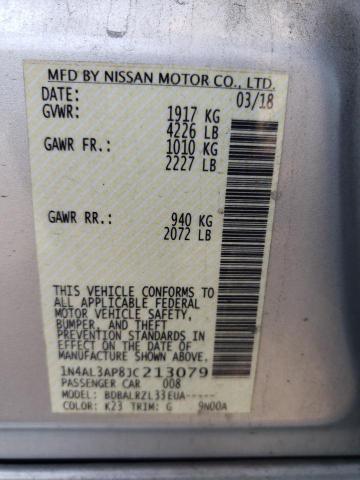 MFD BY NISSAN MOTOR CO., LTD.
DATE: 03/18
GVWR: 1917 KG
4226 LB
GAWR FR.: 1010 KG
2227 LB
GAWR RR.: 940 KG
2072 LB
THIS VEHICLE CONFORMS TO
ALL APPLICABLE FEDERAL
MOTOR VEHICLE SAFETY,
BUMPER, AND THEFT
PREVENTION STANDARDS IN
EFFECT ON THE DATE OF
MANUFACTURE SHOWN ABOVE.
1N4AL3AP8JC213079
PASSENGER CAR 008
MODEL: BDBALRZL33EUA-----
COLOR: K23 TRIM: G 9N00A